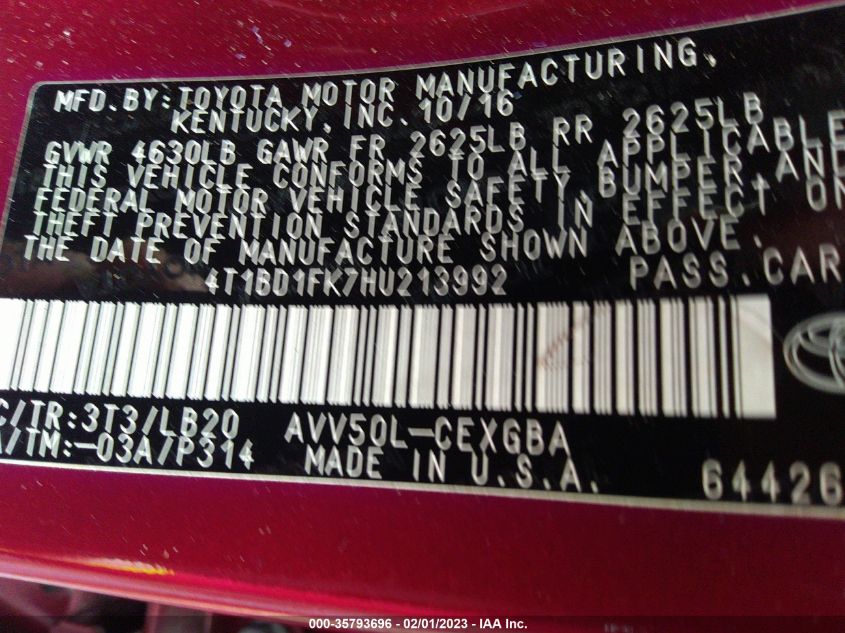 MFD.BY:TOYOTA MOTOR MANUFACTURING,
KENTUCKY,INC.10/16
GVWR 4630LB GAWR FR 2625LB RR 2625LB
THIS VEHICLE CONFORMS TO ALL APPLICABLE
FEDERAL MOTOR VEHICLE SAFETY,BUMPER,AND
THEFT PREVENTION STANDARDS IN EFFECT ON
THE DATE OF MANUFACTURE SHOWN ABOVE.
4T1BD1FK7HU213992 PASS.CAR
C/TR:3T3/LB20 AVV50L-CEXGBA
A/TM:-03A/P314 MADE IN U.S.A. 64426
000-35793696 - 02/01/2023 - IAA Inc.